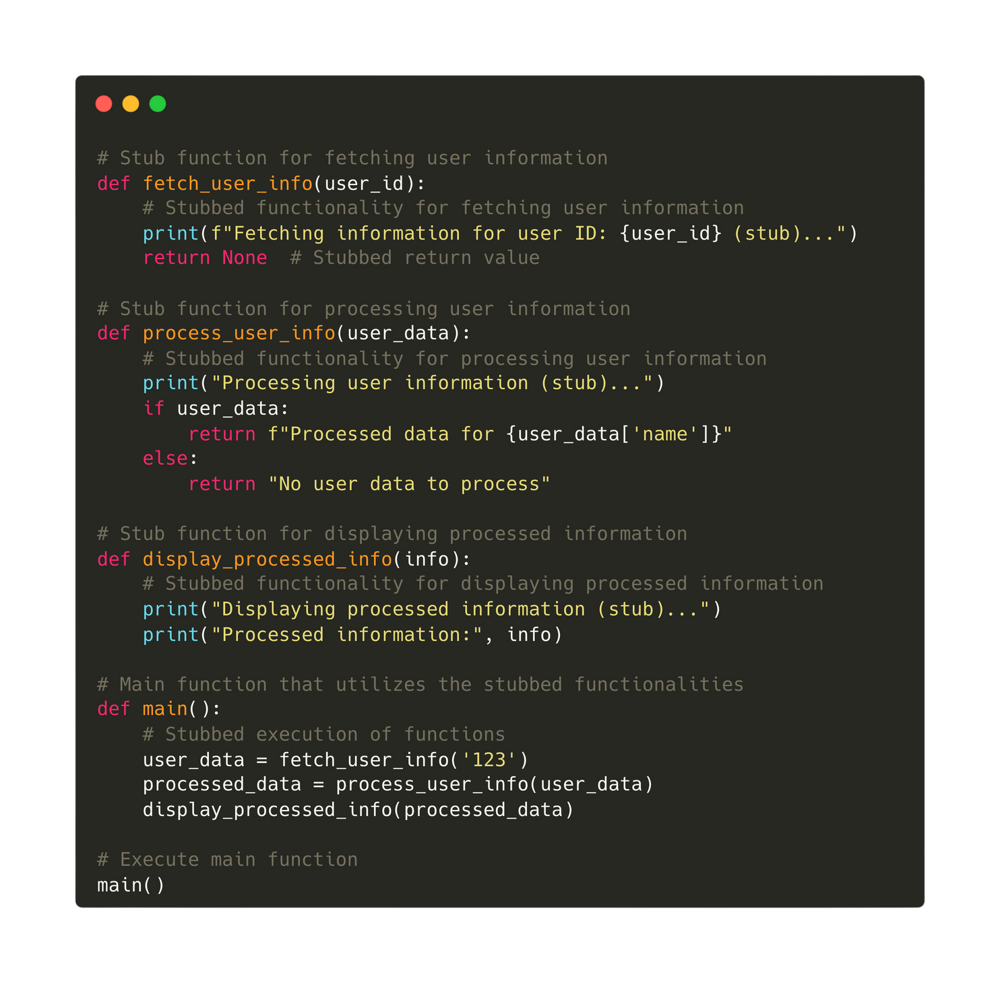 # Stub function for fetching user information
def fetch_user_info(user_id):
    # Stubbed functionality for fetching user information
    print(f"Fetching information for user ID: {user_id} (stub)...")
    return None  # Stubbed return value

# Stub function for processing user information
def process_user_info(user_data):
    # Stubbed functionality for processing user information
    print("Processing user information (stub)...")
    if user_data:
        return f"Processed data for {user_data['name']}"
    else:
        return "No user data to process"

# Stub function for displaying processed information
def display_processed_info(info):
    # Stubbed functionality for displaying processed information
    print("Displaying processed information (stub)...")
    print("Processed information:", info)

# Main function that utilizes the stubbed functionalities
def main():
    # Stubbed execution of functions
    user_data = fetch_user_info('123')
    processed_data = process_user_info(user_data)
    display_processed_info(processed_data)

# Execute main function
main()